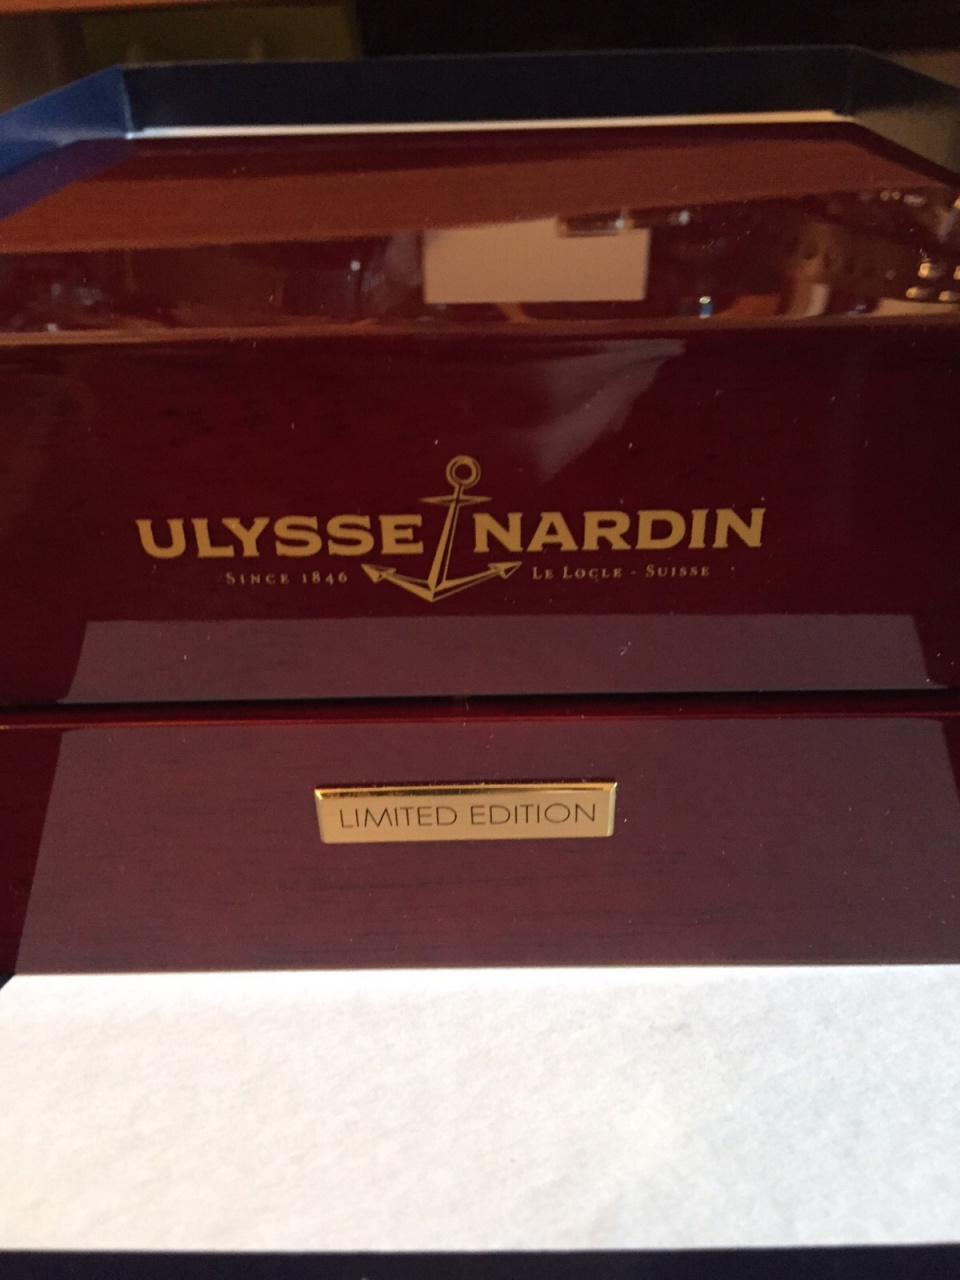 ULYSSE NARDIN
SINCE 1846 LE LOCLE - SUISSE
LIMITED EDITION